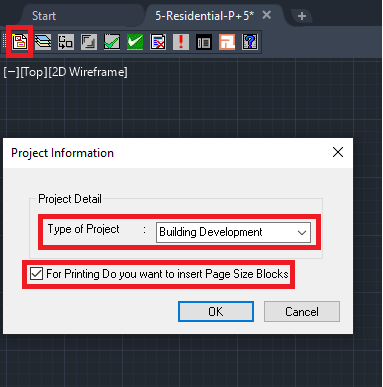 Start
5-Residential-P+5*
[−][Top][2D Wireframe]
Project Information
Project Detail
Type of Project : Building Development
For Printing Do you want to insert Page Size Blocks
OK Cancel